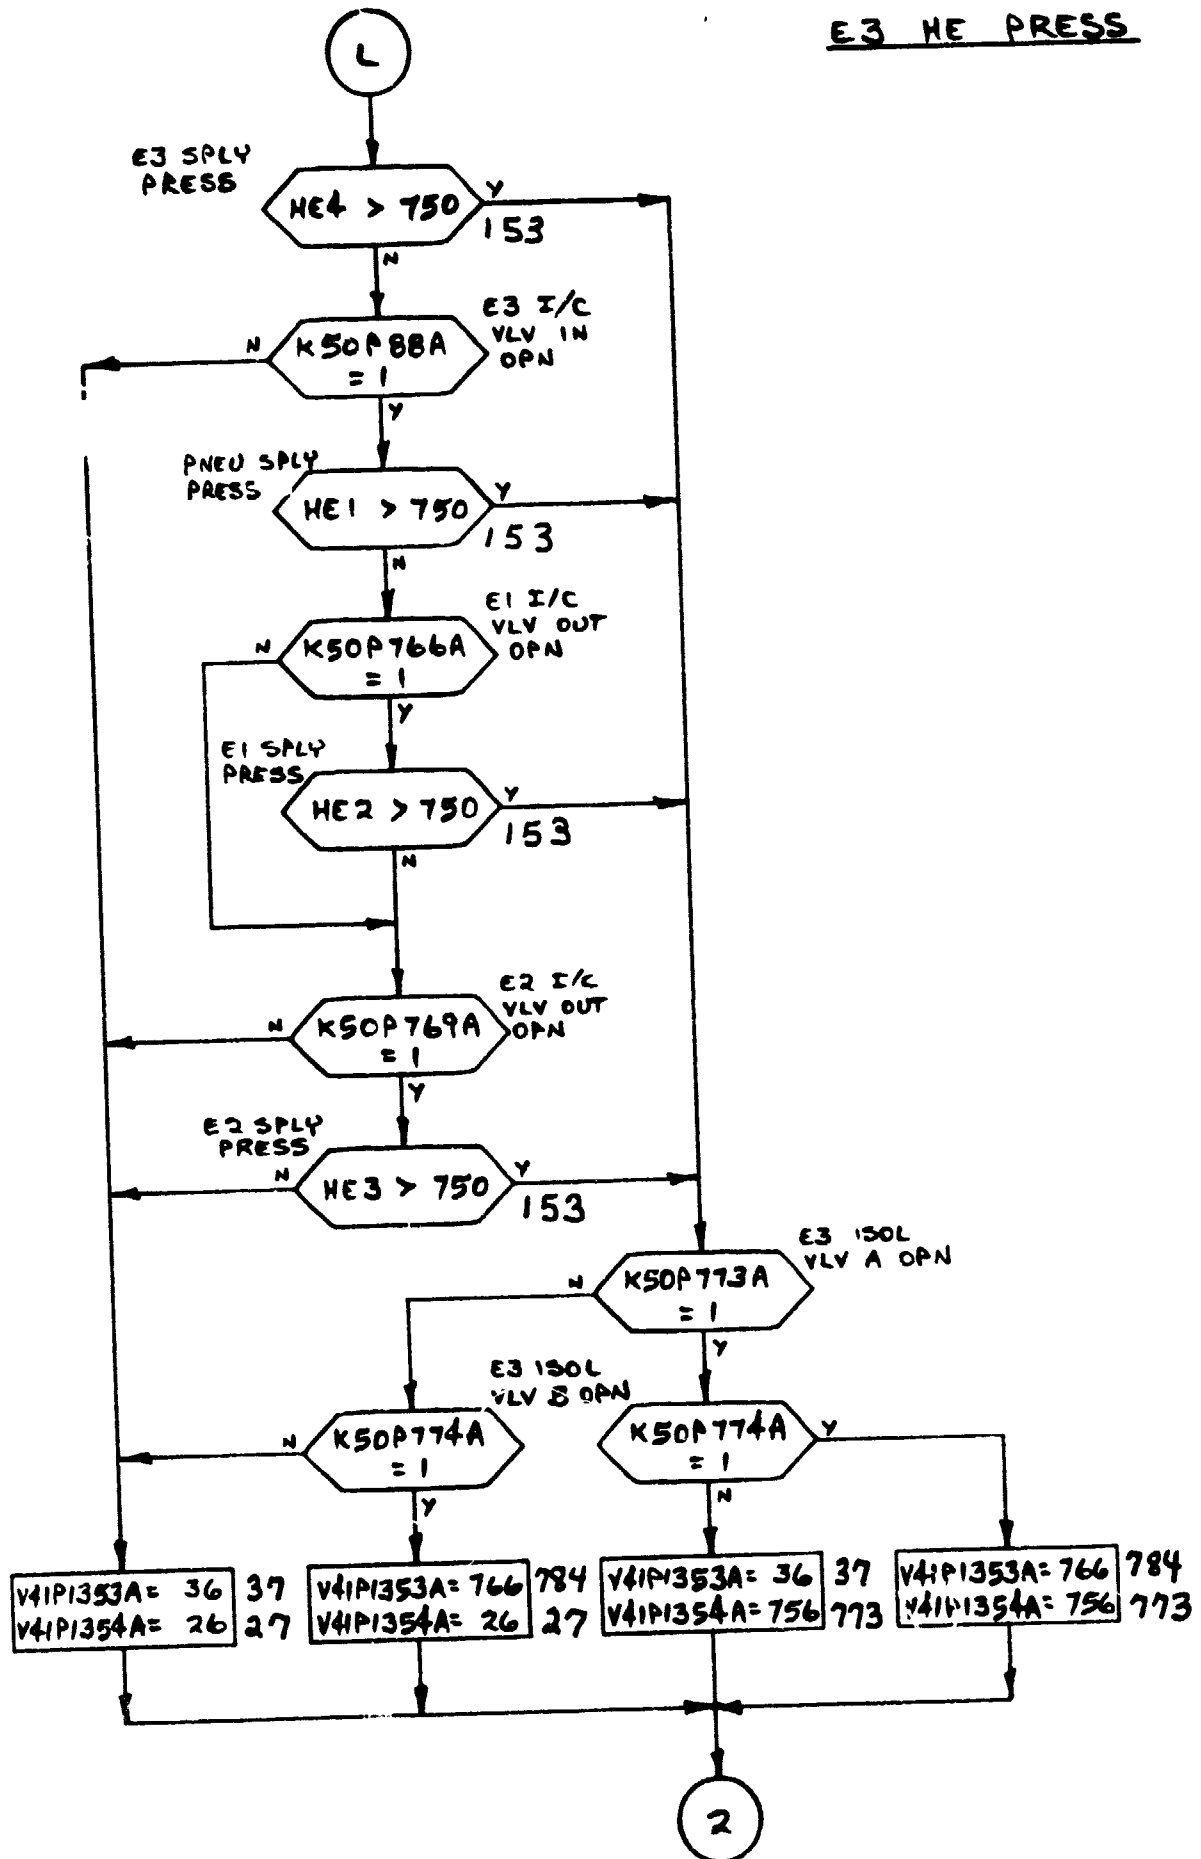 E3 HE PRESS
L
E3 SPLY
PRESS
HE4 > 750
Y
153
N
E3 I/C
VLV IN
OPN
N
K50P88A
= 1
Y
PNEU SPLY
PRESS
HE1 > 750
Y
153
N
E1 I/C
VLV OUT
OPN
N
K50P766A
= 1
Y
E1 SPLY
PRESS
HE2 > 750
Y
153
N
E2 I/C
VLV OUT
OPN
N
K50P769A
= 1
Y
E2 SPLY
PRESS
N
HE3 > 750
Y
153
E3 ISOL
VLV A OPN
N
K50P773A
= 1
Y
E3 ISOL
VLV B OPN
N
K50P774A
= 1
Y
K50P774A
= 1
Y
N
V41P1353A= 36 37
V41P1354A= 26 27
V41P1353A= 766 784
V41P1354A= 26 27
V41P1353A= 36 37
V41P1354A= 756 773
V41P1353A= 766 784
V41P1354A= 756 773
2